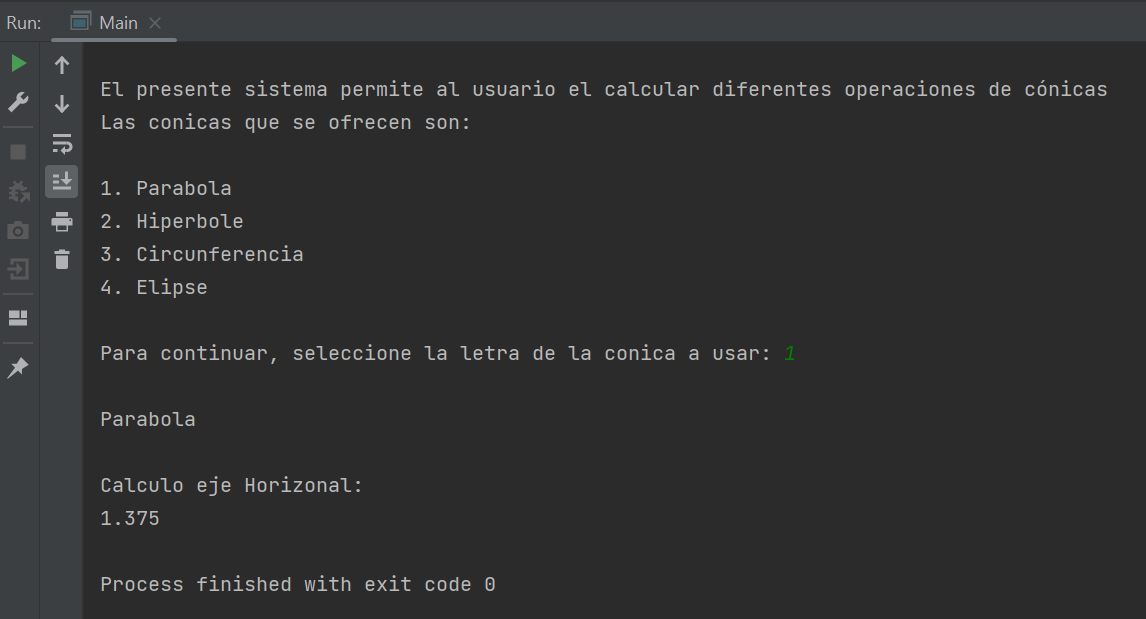 Run: Main
El presente sistema permite al usuario el calcular diferentes operaciones de cónicas
Las conicas que se ofrecen son:
1. Parabola
2. Hiperbole
3. Circunferencia
4. Elipse
Para continuar, seleccione la letra de la conica a usar: 1
Parabola
Calculo eje Horizonal:
1.375
Process finished with exit code 0